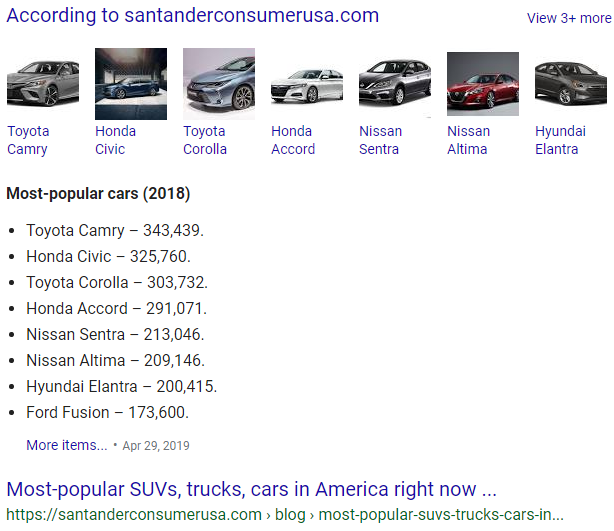 According to santanderconsumerusa.com
View 3+ more
Toyota Camry
Honda Civic
Toyota Corolla
Honda Accord
Nissan Sentra
Nissan Altima
Hyundai Elantra
Most-popular cars (2018)
• Toyota Camry – 343,439.
• Honda Civic – 325,760.
• Toyota Corolla – 303,732.
• Honda Accord – 291,071.
• Nissan Sentra – 213,046.
• Nissan Altima – 209,146.
• Hyundai Elantra – 200,415.
• Ford Fusion – 173,600.
More items... • Apr 29, 2019
Most-popular SUVs, trucks, cars in America right now ...
https://santanderconsumerusa.com › blog › most-popular-suvs-trucks-cars-in...